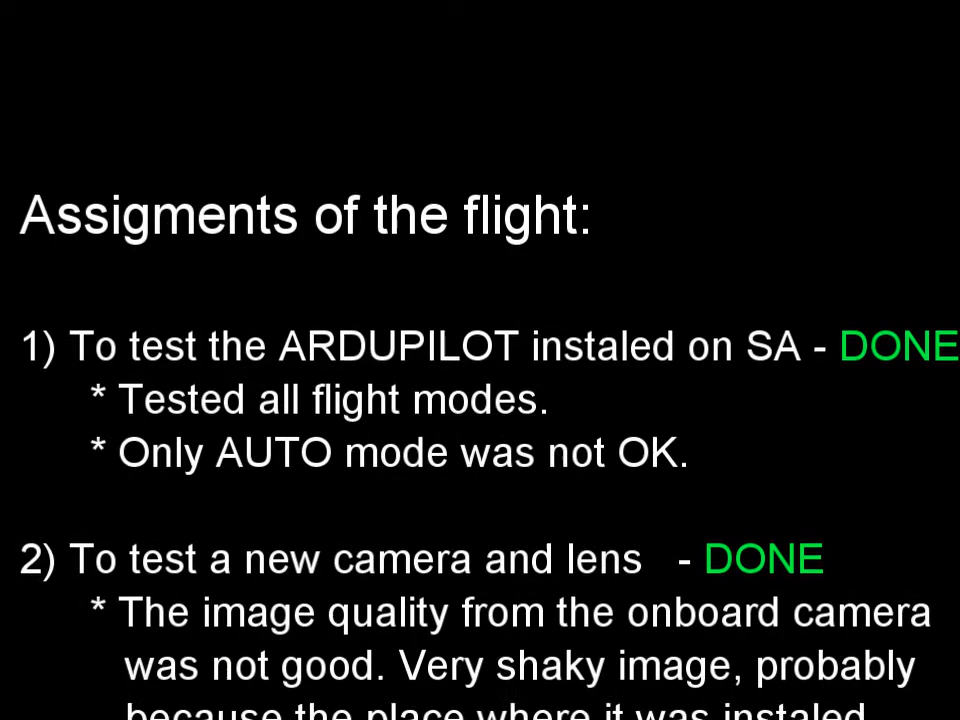 Assigments of the flight:
1) To test the ARDUPILOT instaled on SA - DONE
* Tested all flight modes.
* Only AUTO mode was not OK.
2) To test a new camera and lens - DONE
* The image quality from the onboard camera
was not good. Very shaky image, probably
because the place where it was instaled